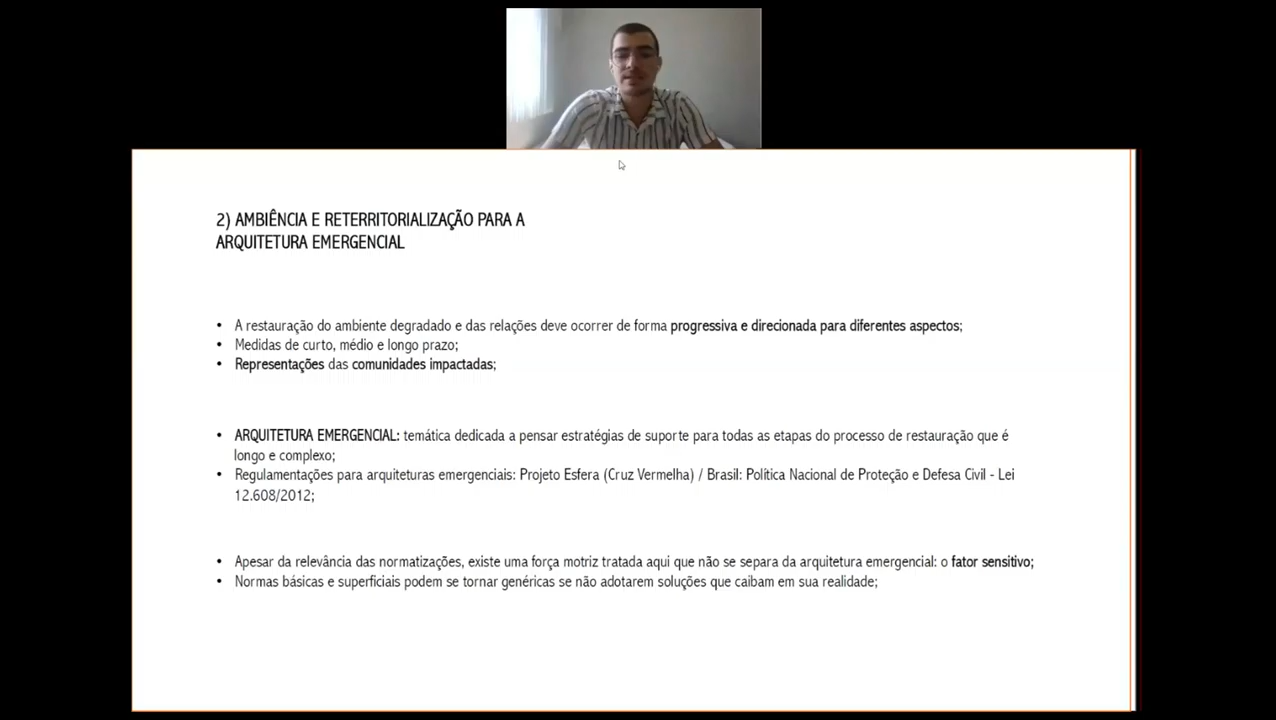 2) AMBIÊNCIA E RETERRITORIALIZAÇÃO PARA A
ARQUITETURA EMERGENCIAL
• A restauração do ambiente degradado e das relações deve ocorrer de forma progressiva e direcionada para diferentes aspectos;
• Medidas de curto, médio e longo prazo;
• Representações das comunidades impactadas;
• ARQUITETURA EMERGENCIAL: temática dedicada a pensar estratégias de suporte para todas as etapas do processo de restauração que é
longo e complexo;
• Regulamentações para arquiteturas emergenciais: Projeto Esfera (Cruz Vermelha) / Brasil: Política Nacional de Proteção e Defesa Civil - Lei
12.608/2012;
• Apesar da relevância das normatizações, existe uma força motriz tratada aqui que não se separa da arquitetura emergencial: o fator sensitivo;
• Normas básicas e superficiais podem se tornar genéricas se não adotarem soluções que caibam em sua realidade;